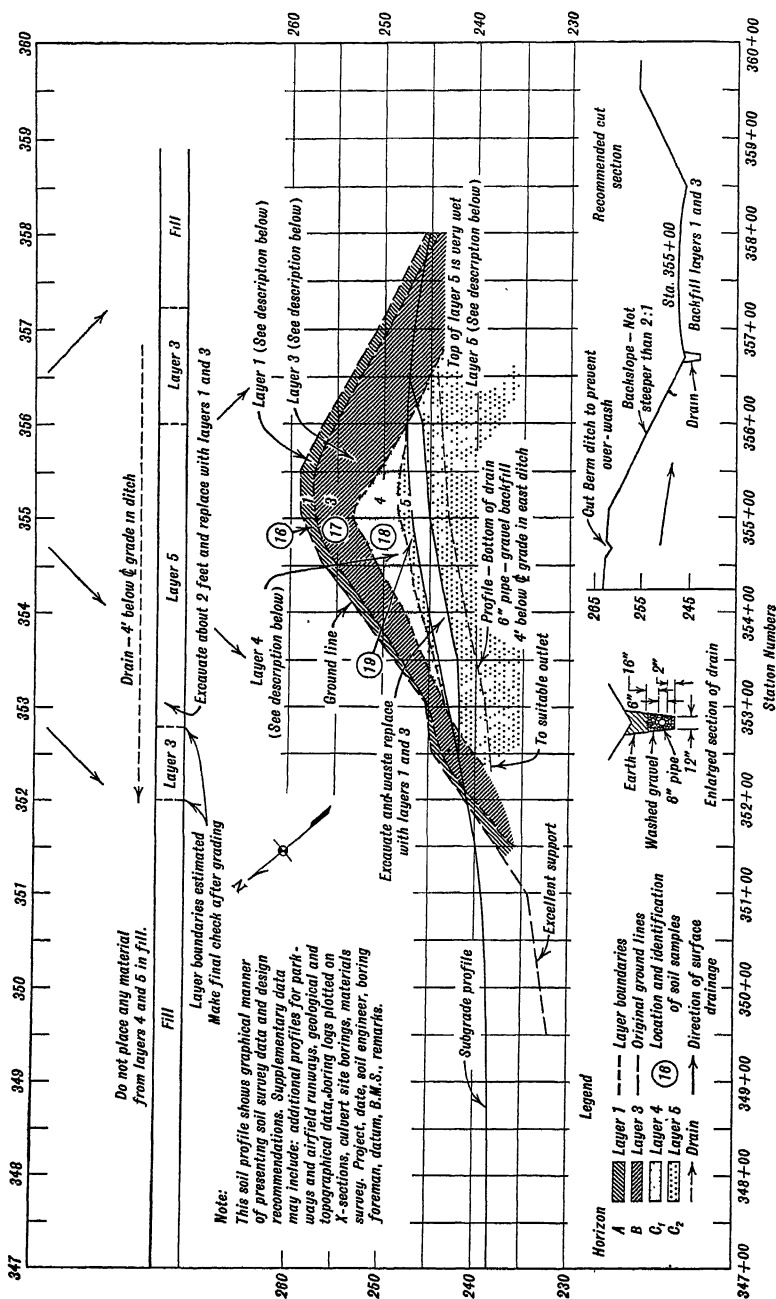 347 348 349 350 351 352 353 354 355 356 357 358 359 360
Do not place any material
from layers 4 and 5 in fill.
Drain – 4' below ℄ grade in ditch
Fill
Layer 3
Layer 5
Layer 3
Fill
Excavate about 2 feet and replace with layers 1 and 3
Layer boundaries estimated
Make final check after grading
Note:
This soil profile shows graphical manner
of presenting soil survey data and design
recommendations. Supplementary data
may include: additional profiles for park-
ways and airfield runways, geological and
topographical data, boring logs plotted on
X-sections, culvert site borings, materials
survey. Project, date, soil engineer, boring
foreman, datum, B.M.S., remarks.
N
Layer 4
(See description below)
Ground line
Layer 1 (See description below)
Layer 3 (See description below)
16
17
18
19
1
3
4
5
Excavate and waste replace
with layers 1 and 3
Top of layer 5 is very wet
Layer 5 (See description below)
Profile – Bottom of drain
6" pipe – gravel backfill
4' below ℄ grade in east ditch
To suitable outlet
Excellent support
Subgrade profile
260
250
240
230
260
250
240
230
Legend
Horizon
A Layer 1
B Layer 3
C1 Layer 4
C2 Layer 5
Drain
Layer boundaries
Original ground lines
18 Location and identification
of soil samples
Direction of surface
drainage
Earth
Washed gravel
8" pipe
12"
6"
16"
2"
Enlarged section of drain
265
255
245
Cut Berm ditch to prevent
over-wash
Backslope – Not
steeper than 2:1
Drain
Sta. 355+00
Backfill layers 1 and 3
Recommended cut
section
347+00 348+00 349+00 350+00 351+00 352+00 353+00 354+00 355+00 356+00 357+00 358+00 359+00 360+00
Station Numbers